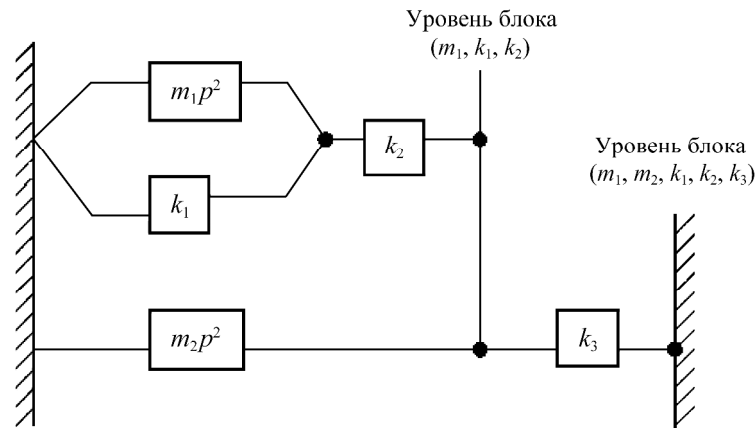 Уровень блока
(m₁, k₁, k₂)
m₁p²
k₂
Уровень блока
(m₁, m₂, k₁, k₂, k₃)
k₁
m₂p²
k₃